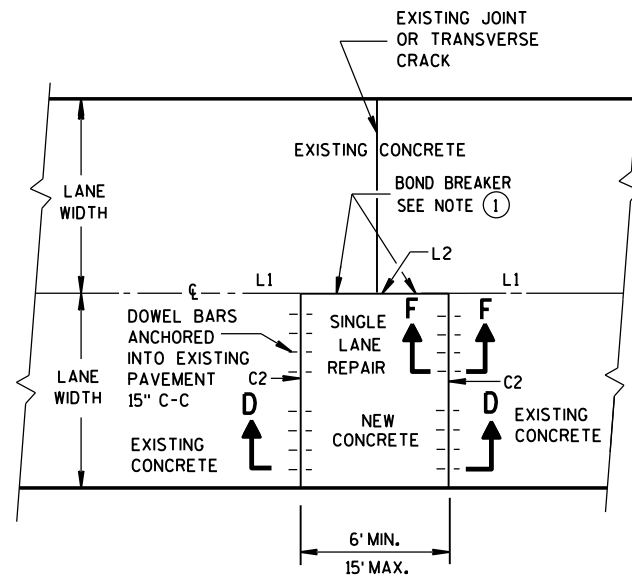 EXISTING JOINT
OR TRANSVERSE
CRACK
EXISTING CONCRETE
LANE
WIDTH
BOND BREAKER
SEE NOTE 1
L2
L1
℄
L1
DOWEL BARS
ANCHORED
INTO EXISTING
PAVEMENT
15" C-C
SINGLE
LANE
REPAIR
F
F
C2
C2
LANE
WIDTH
D
D
NEW
CONCRETE
EXISTING
CONCRETE
EXISTING
CONCRETE
6' MIN.
15' MAX.